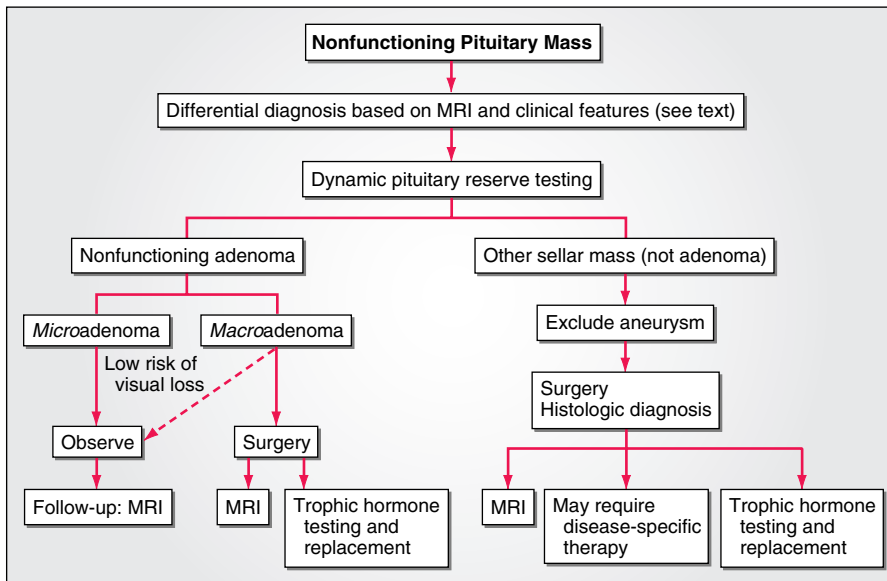 Nonfunctioning Pituitary Mass
Differential diagnosis based on MRI and clinical features (see text)
Dynamic pituitary reserve testing
Nonfunctioning adenoma
Other sellar mass (not adenoma)
Microadenoma
Macroadenoma
Exclude aneurysm
Low risk of
visual loss
Surgery
Histologic diagnosis
Observe
Surgery
Follow-up: MRI
MRI
Trophic hormone
testing and
replacement
MRI
May require
disease-specific
therapy
Trophic hormone
testing and
replacement